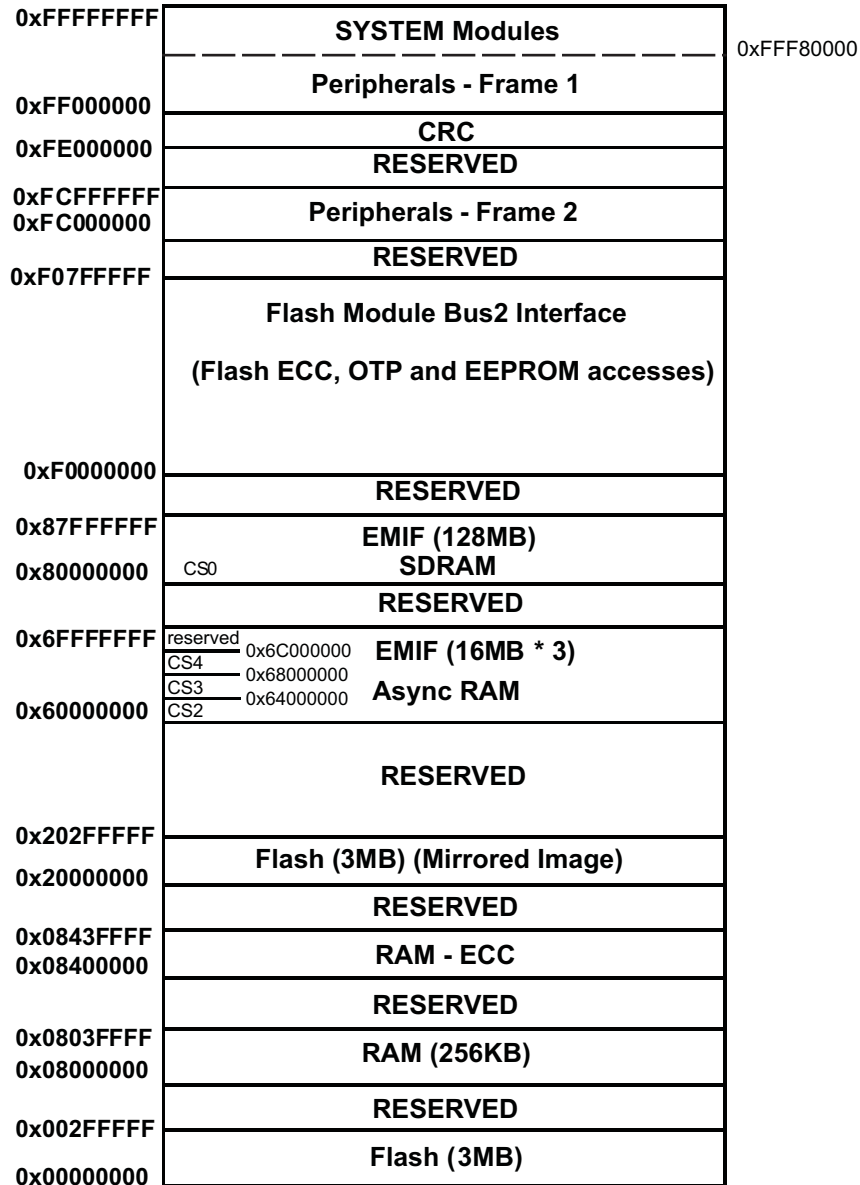 0xFFFFFFFF
SYSTEM Modules
0xFFF80000
Peripherals - Frame 1
0xFF000000
CRC
0xFE000000
RESERVED
0xFCFFFFFF
Peripherals - Frame 2
0xFC000000
RESERVED
0xF07FFFFF
Flash Module Bus2 Interface
(Flash ECC, OTP and EEPROM accesses)
0xF0000000
RESERVED
0x87FFFFFF
EMIF (128MB)
SDRAM
0x80000000
CS0
RESERVED
0x6FFFFFFF
reserved
0x6C000000
EMIF (16MB * 3)
CS4
0x68000000
CS3
Async RAM
0x64000000
0x60000000
CS2
RESERVED
0x202FFFFF
Flash (3MB) (Mirrored Image)
0x20000000
RESERVED
0x0843FFFF
RAM - ECC
0x08400000
RESERVED
0x0803FFFF
RAM (256KB)
0x08000000
RESERVED
0x002FFFFF
Flash (3MB)
0x00000000